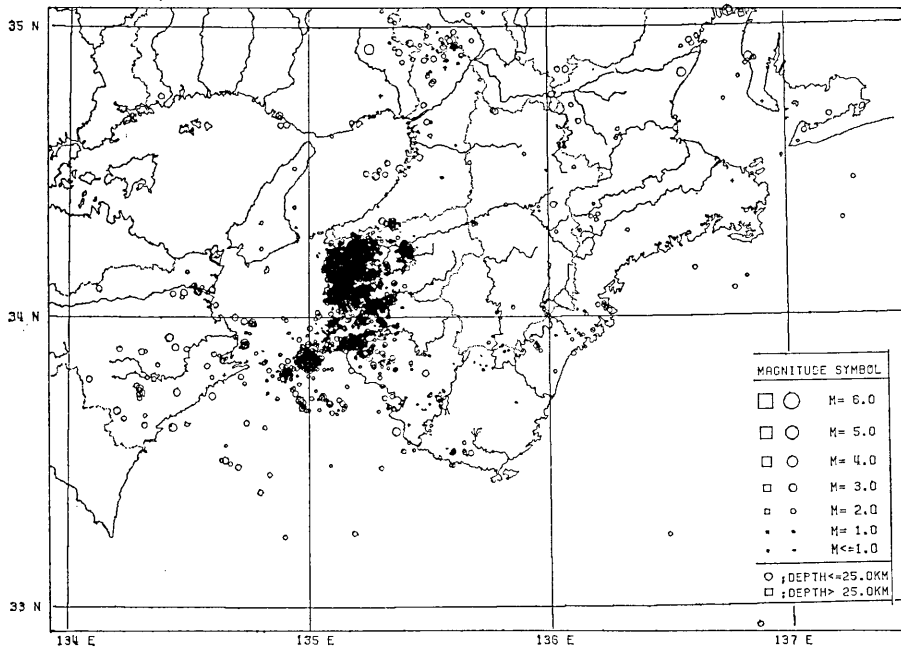 35 N
34 N
33 N
134 E
135 E
136 E
137 E
MAGNITUDE SYMBOL
M= 6.0
M= 5.0
M= 4.0
M= 3.0
M= 2.0
M= 1.0
M<=1.0
;DEPTH<=25.0KM
;DEPTH> 25.0KM